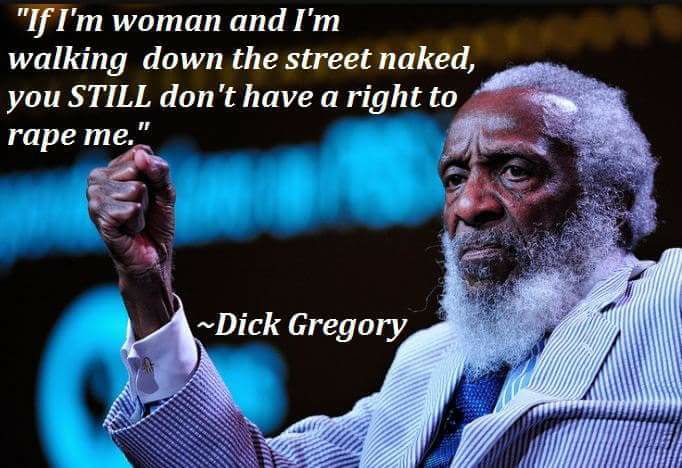 "If I'm woman and I'm
walking down the street naked,
you STILL don't have a right to
rape me."
~Dick Gregory